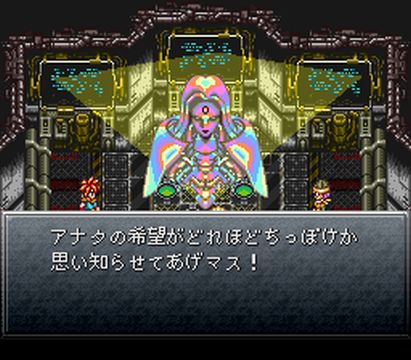 アナタの希望がどれほどちっぽけか
思い知らせてあげマス！